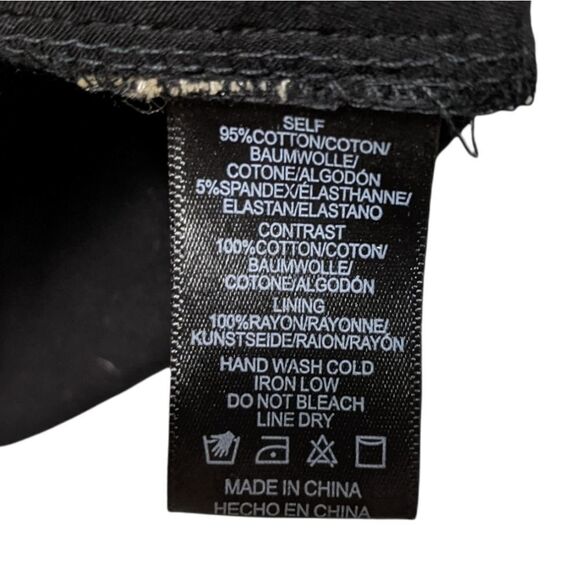 SELF
95%COTTON/COTON/
BAUMWOLLE/
COTONE/ALGODÓN
5%SPANDEX/ÉLASTHANNE/
ELASTAN/ELASTANO
CONTRAST
100%COTTON/COTON/
BAUMWOLLE/
COTONE/ALGODÓN
LINING
100%RAYON/RAYONNE/
KUNSTSEIDE/RAION/RAYÓN
HAND WASH COLD
IRON LOW
DO NOT BLEACH
LINE DRY
MADE IN CHINA
HECHO EN CHINA